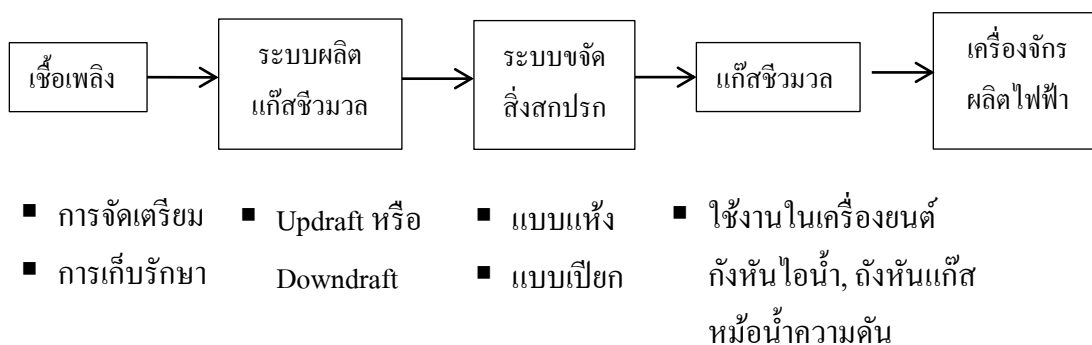 เชื้อเพลิง
ระบบผลิต
แก๊สชีวมวล
ระบบขจัด
สิ่งสกปรก
แก๊สชีวมวล
เครื่องจักร
ผลิตไฟฟ้า
▪ การจัดเตรียม
▪ การเก็บรักษา
▪ Updraft หรือ
Downdraft
▪ แบบแห้ง
▪ แบบเปียก
▪ ใช้งานในเครื่องยนต์
กังหันไอน้ำ, ถังหันแก๊ส
หม้อน้ำความดัน